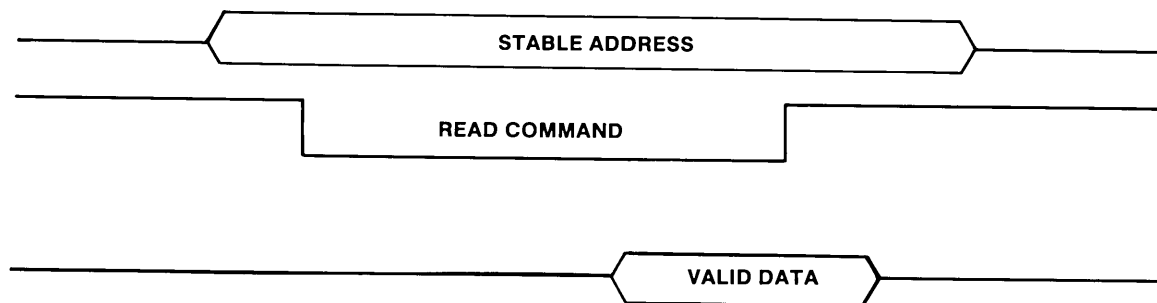 STABLE ADDRESS
READ COMMAND
VALID DATA